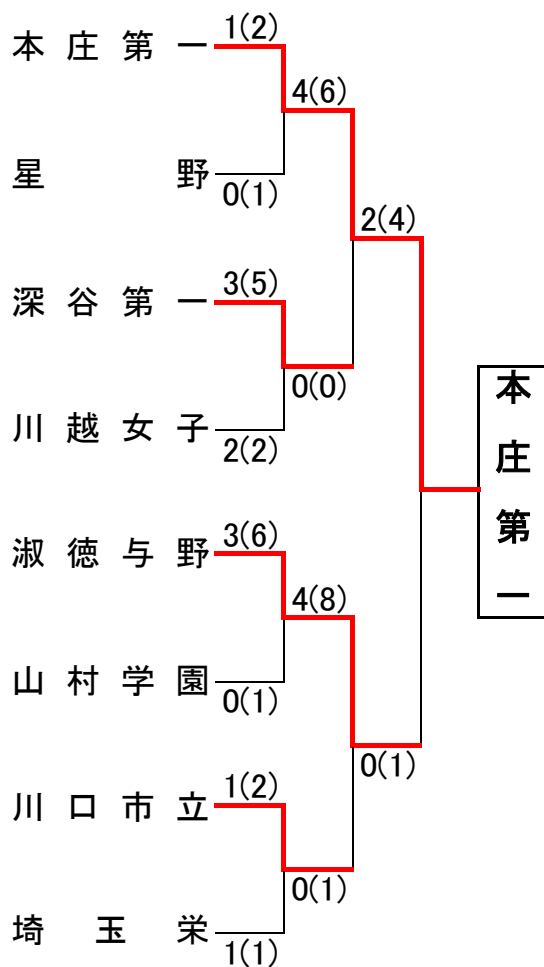 本庄第一
1(2)
4(6)
星野
0(1)
2(4)
深谷第一
3(5)
0(0)
川越女子
2(2)
本庄第一
淑徳与野
3(6)
4(8)
山村学園
0(1)
0(1)
川口市立
1(2)
0(1)
埼玉栄
1(1)